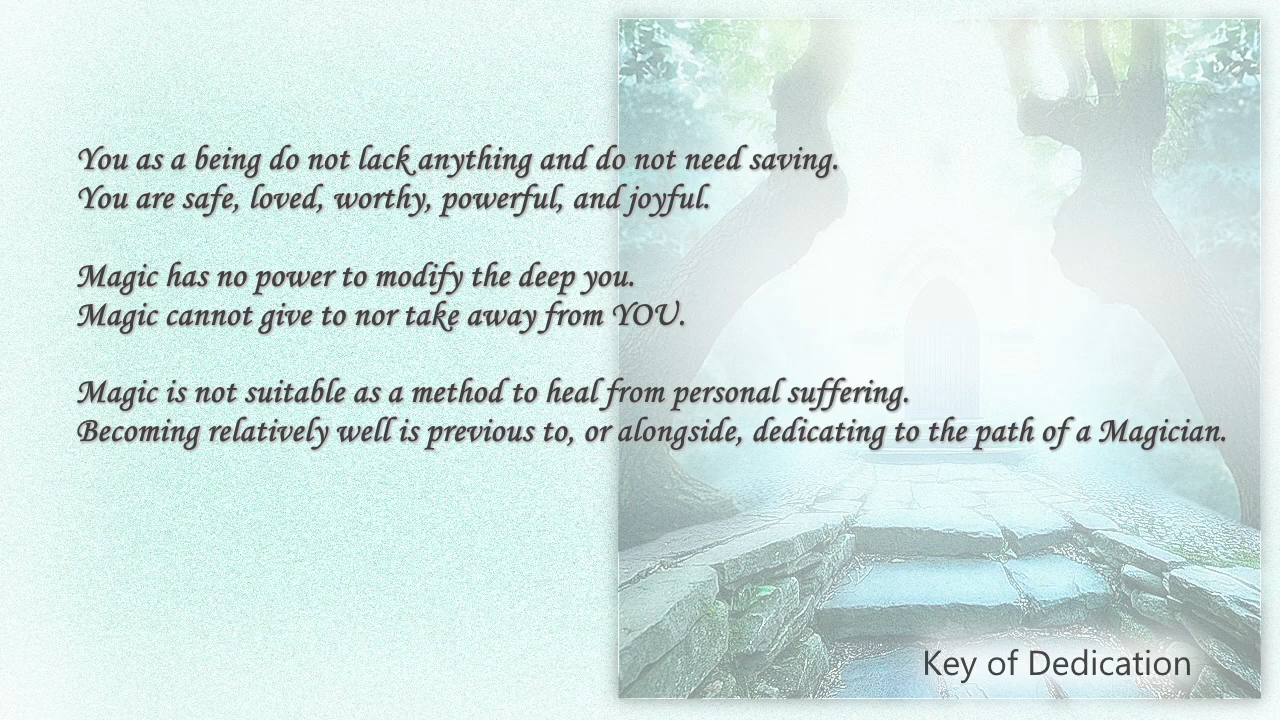 You as a being do not lack anything and do not need saving.
You are safe, loved, worthy, powerful, and joyful.
Magic has no power to modify the deep you.
Magic cannot give to nor take away from YOU.
Magic is not suitable as a method to heal from personal suffering.
Becoming relatively well is previous to, or alongside, dedicating to the path of a Magician.
Key of Dedication